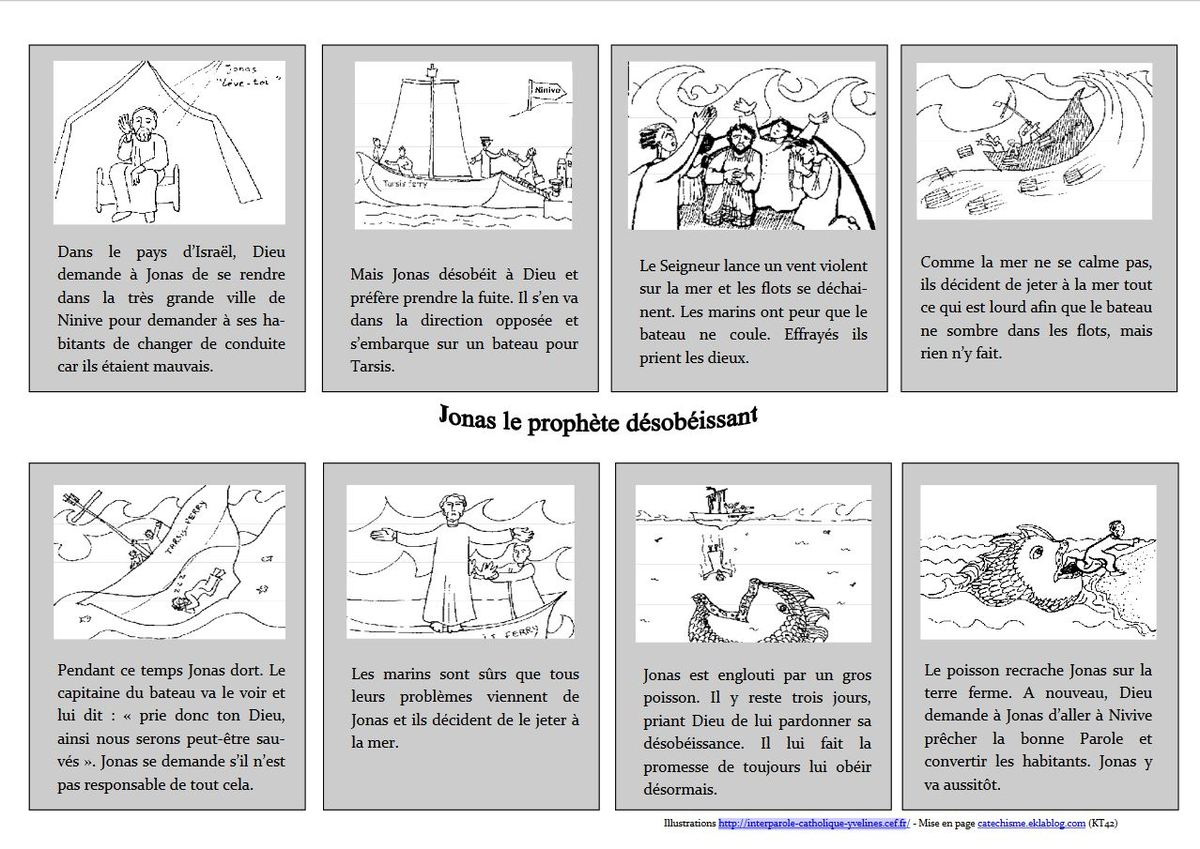 Jonas
"Lève-toi"
Dans le pays d'Israël, Dieu
demande à Jonas de se rendre
dans la très grande ville de
Ninive pour demander à ses ha-
bitants de changer de conduite
car ils étaient mauvais.
Ninive
Mais Jonas désobéit à Dieu et
préfère prendre la fuite. Il s'en va
dans la direction opposée et
s'embarque sur un bateau pour
Tarsis.
Le Seigneur lance un vent violent
sur la mer et les flots se déchai-
nent. Les marins ont peur que le
bateau ne coule. Effrayés ils
prient les dieux.
Comme la mer ne se calme pas,
ils décident de jeter à la mer tout
ce qui est lourd afin que le bateau
ne sombre dans les flots, mais
rien n'y fait.
Jonas le prophète désobéissant
TARSIS-FERRY
zzz
Pendant ce temps Jonas dort. Le
capitaine du bateau va le voir et
lui dit : « prie donc ton Dieu,
ainsi nous serons peut-être sau-
vés ». Jonas se demande s'il n'est
pas responsable de tout cela.
IS FERRY
Les marins sont sûrs que tous
leurs problèmes viennent de
Jonas et ils décident de le jeter à
la mer.
Jonas est englouti par un gros
poisson. Il y reste trois jours,
priant Dieu de lui pardonner sa
désobéissance. Il lui fait la
promesse de toujours lui obéir
désormais.
Le poisson recrache Jonas sur la
terre ferme. A nouveau, Dieu
demande à Jonas d'aller à Nivive
prêcher la bonne Parole et
convertir les habitants. Jonas y
va aussitôt.
Illustrations http://interparole-catholique-yvelines.cef.fr/ - Mise en page catechisme.eklablog.com (KT42)